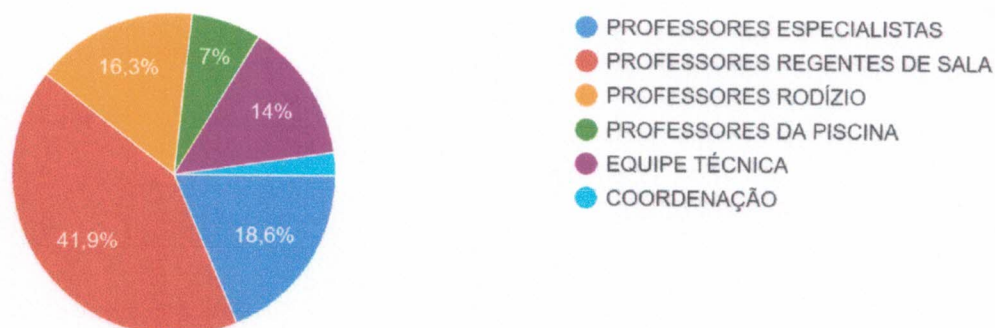 16,3%
7%
14%
18,6%
41,9%
PROFESSORES ESPECIALISTAS
PROFESSORES REGENTES DE SALA
PROFESSORES RODÍZIO
PROFESSORES DA PISCINA
EQUIPE TÉCNICA
COORDENAÇÃO